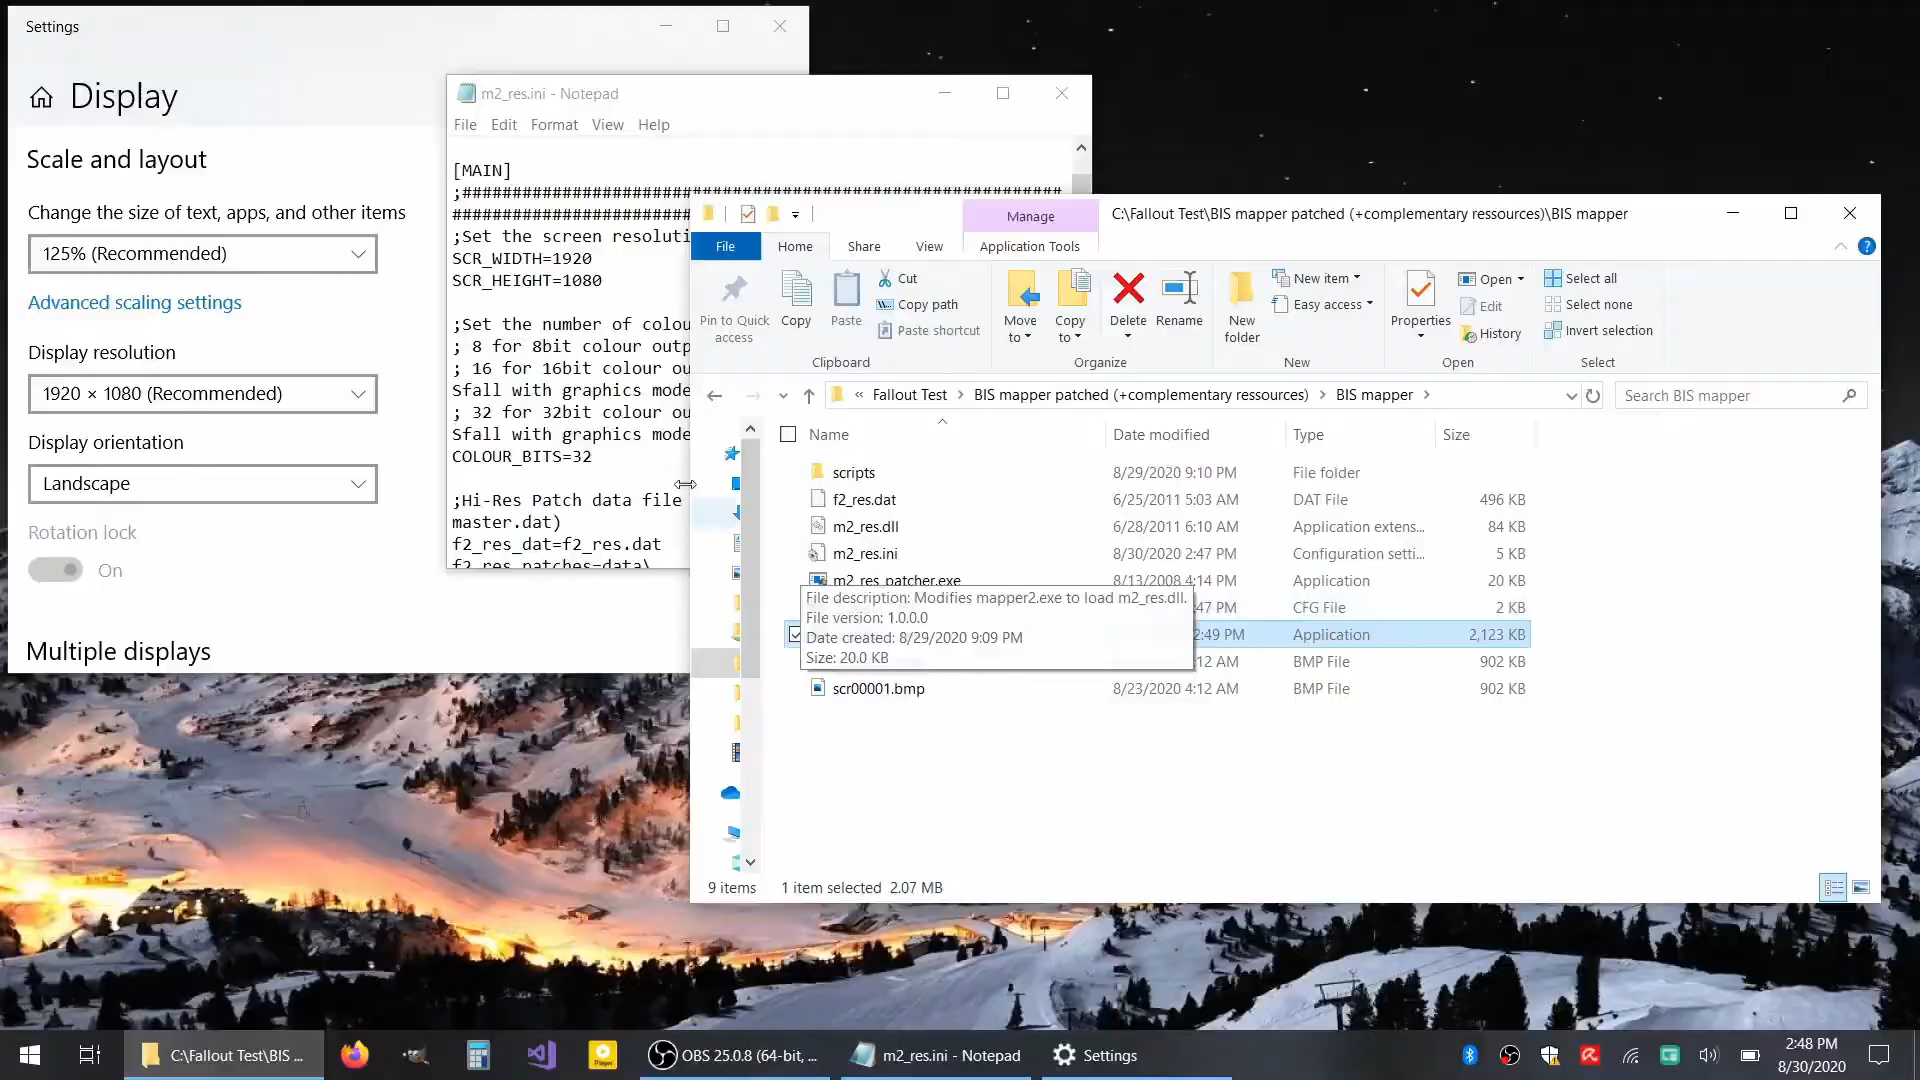 Settings
Display
Scale and layout
Change the size of text, apps, and other items
125% (Recommended)
Advanced scaling settings
Display resolution
1920 × 1080 (Recommended)
Display orientation
Landscape
Rotation lock
On
Multiple displays
m2_res.ini - Notepad
File Edit Format View Help
[MAIN]
;Set the screen resoluti
SCR_WIDTH=1920
SCR_HEIGHT=1080
;Set the number of colou
; 8 for 8bit colour outp
; 16 for 16bit colour ou
Sfall with graphics mode
; 32 for 32bit colour ou
Sfall with graphics mode
COLOUR_BITS=32
;Hi-Res Patch data file
master.dat)
f2_res_dat=f2_res.dat
f2_res_patches=data\
Manage
C:\Fallout Test\BIS mapper patched (+complementary ressources)\BIS mapper
File Home Share View Application Tools
Pin to Quick access
Copy
Paste
Cut
Copy path
Paste shortcut
Clipboard
Move to
Copy to
Delete
Rename
Organize
New folder
New item
Easy access
New
Properties
Open
Edit
History
Open
Select all
Select none
Invert selection
Select
« Fallout Test > BIS mapper patched (+complementary ressources) > BIS mapper >
Search BIS mapper
Name Date modified Type Size
scripts 8/29/2020 9:10 PM File folder
f2_res.dat 6/25/2011 5:03 AM DAT File 496 KB
m2_res.dll 6/28/2011 6:10 AM Application extens... 84 KB
m2_res.ini 8/30/2020 2:47 PM Configuration setti... 5 KB
m2_res_patcher.exe 8/13/2008 4:14 PM Application 20 KB
:47 PM CFG File 2 KB
2:49 PM Application 2,123 KB
:12 AM BMP File 902 KB
scr00001.bmp 8/23/2020 4:12 AM BMP File 902 KB
File description: Modifies mapper2.exe to load m2_res.dll.
File version: 1.0.0.0
Date created: 8/29/2020 9:09 PM
Size: 20.0 KB
9 items 1 item selected 2.07 MB
C:\Fallout Test\BIS ...
Player
OBS 25.0.8 (64-bit, ...
m2_res.ini - Notepad
Settings
2:48 PM
8/30/2020